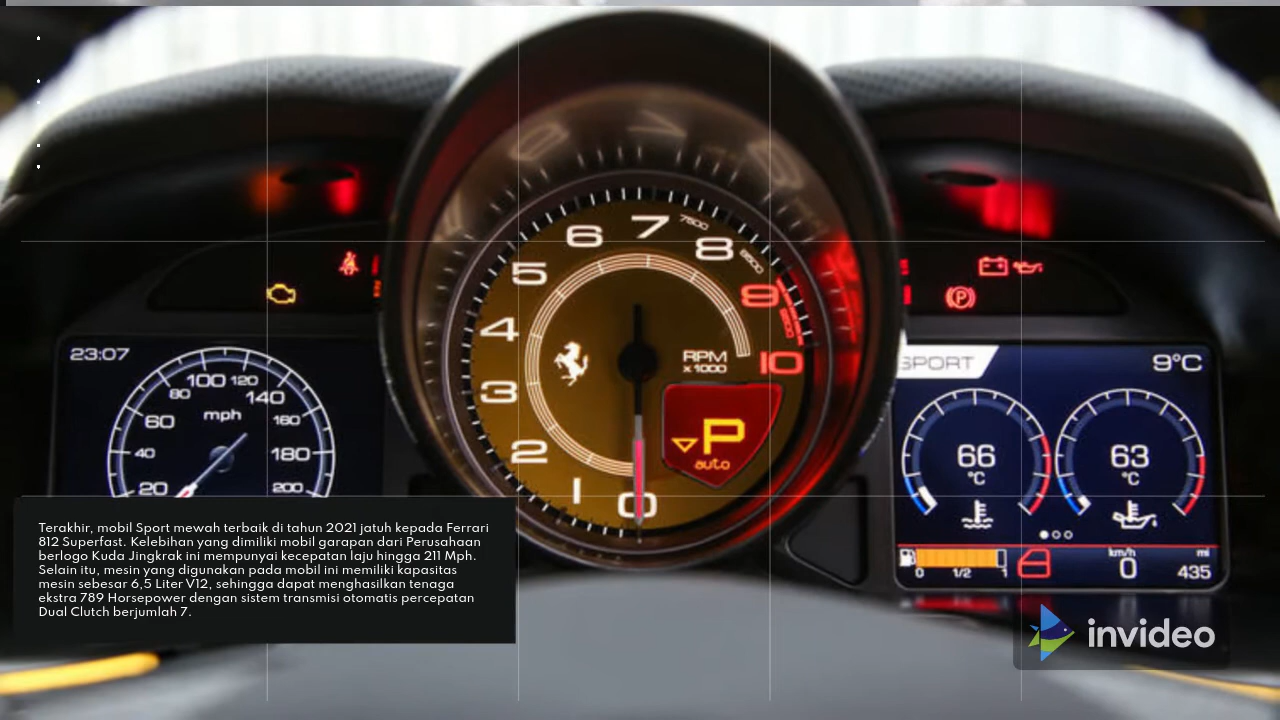 7
6
7
7500
8
8500
5
9
9500
4
RPM
x1000
10
3
P
auto
2
1
0
23:07
100
120
80
140
60
mph
160
40
180
20
200
SPORT
9°C
66
°C
63
°C
0
1/2
1
km/h
0
mi
435
Terakhir, mobil Sport mewah terbaik di tahun 2021 jatuh kepada Ferrari
812 Superfast. Kelebihan yang dimiliki mobil garapan dari Perusahaan
berlogo Kuda Jingkrak ini mempunyai kecepatan laju hingga 211 Mph.
Selain itu, mesin yang digunakan pada mobil ini memiliki kapasitas
mesin sebesar 6,5 Liter V12, sehingga dapat menghasilkan tenaga
ekstra 789 Horsepower dengan sistem transmisi otomatis percepatan
Dual Clutch berjumlah 7.
invideo